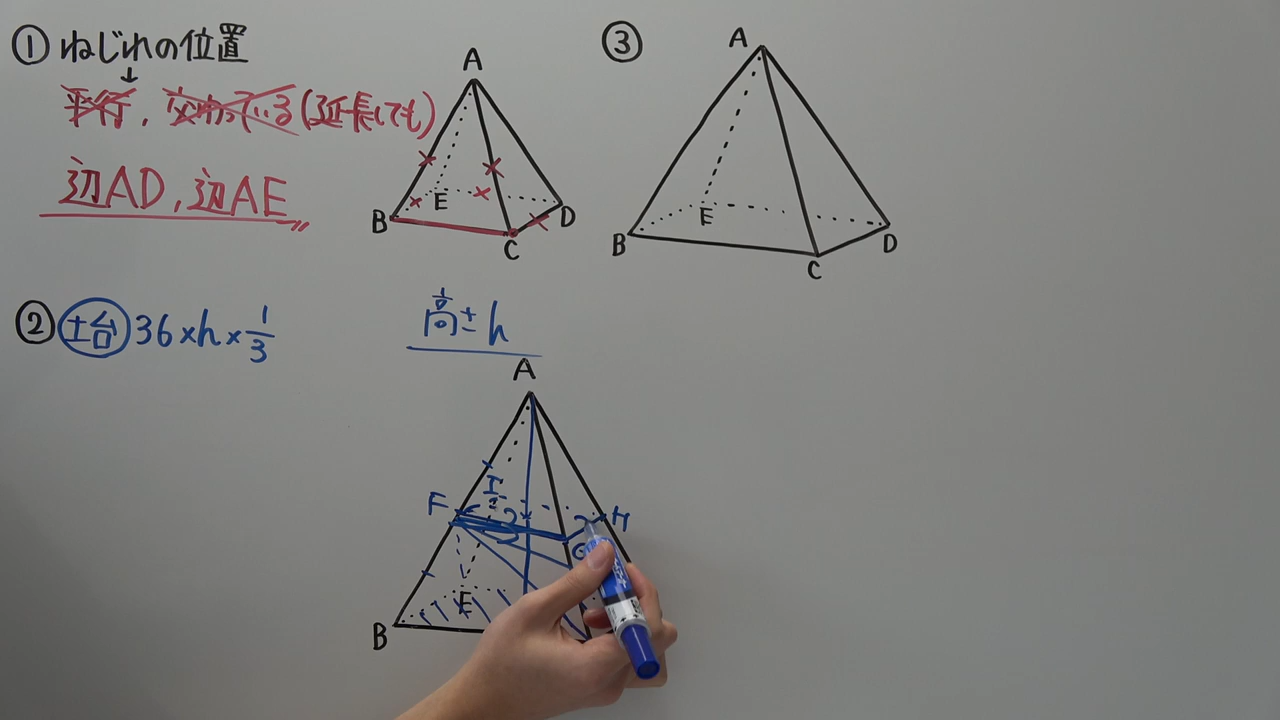 ① ねじれの位置
↓
平行，交わっている(延長しても)
辺AD，辺AE
A
B
E
D
C
③
A
B
E
D
C
② 土台 36×h×1/3
高さ=h
A
F
I
H
E
B